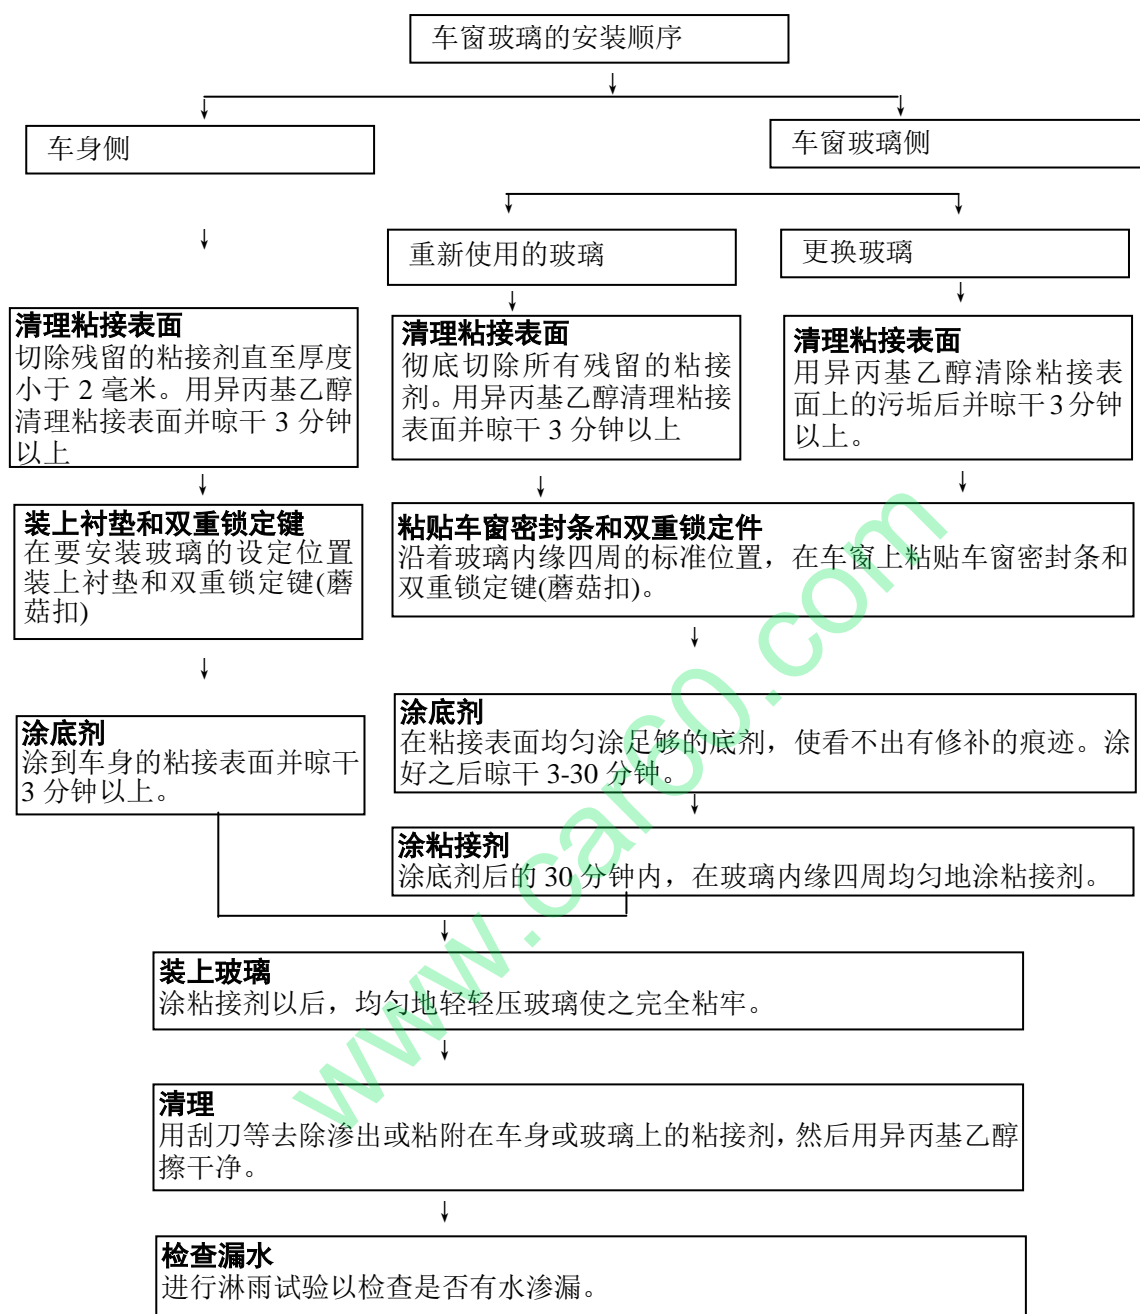 车窗玻璃的安装顺序
车身侧
车窗玻璃侧
重新使用的玻璃
更换玻璃
清理粘接表面
切除残留的粘接剂直至厚度
小于 2 毫米。用异丙基乙醇
清理粘接表面并晾干 3 分钟
以上
清理粘接表面
彻底切除所有残留的粘接
剂。用异丙基乙醇清理粘接
表面并晾干 3 分钟以上
清理粘接表面
用异丙基乙醇清除粘接表
面上的污垢后并晾干 3 分钟
以上。
装上衬垫和双重锁定键
在要安装玻璃的设定位置
装上衬垫和双重锁定键(蘑
菇扣)
粘贴车窗密封条和双重锁定件
沿着玻璃内缘四周的标准位置，在车窗上粘贴车窗密封条和
双重锁定键(蘑菇扣)。
涂底剂
涂到车身的粘接表面并晾干
3 分钟以上。
涂底剂
在粘接表面均匀涂足够的底剂，使看不出有修补的痕迹。涂
好之后晾干 3-30 分钟。
涂粘接剂
涂底剂后的 30 分钟内，在玻璃内缘四周均匀地涂粘接剂。
装上玻璃
涂粘接剂以后，均匀地轻轻压玻璃使之完全粘牢。
清理
用刮刀等去除渗出或粘附在车身或玻璃上的粘接剂，然后用异丙基乙醇
擦干净。
检查漏水
进行淋雨试验以检查是否有水渗漏。
www.car60.com